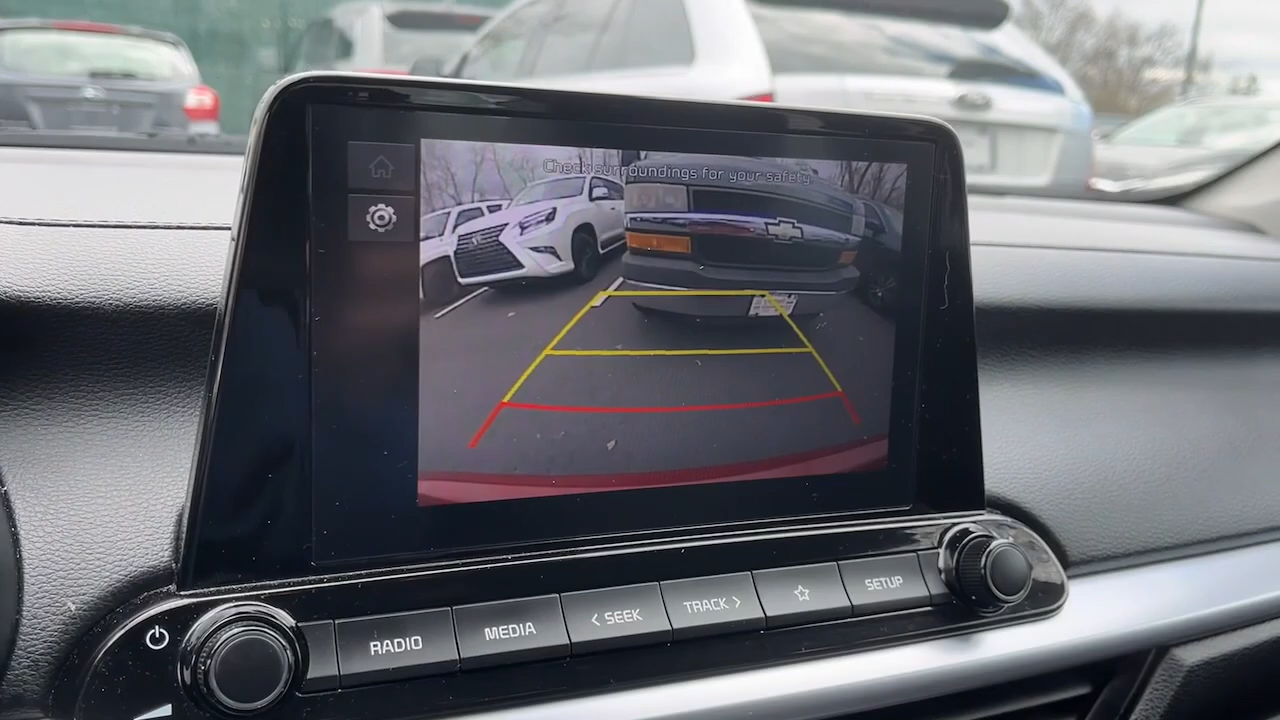 Check surroundings for your safety
RADIO
MEDIA
< SEEK
TRACK >
SETUP